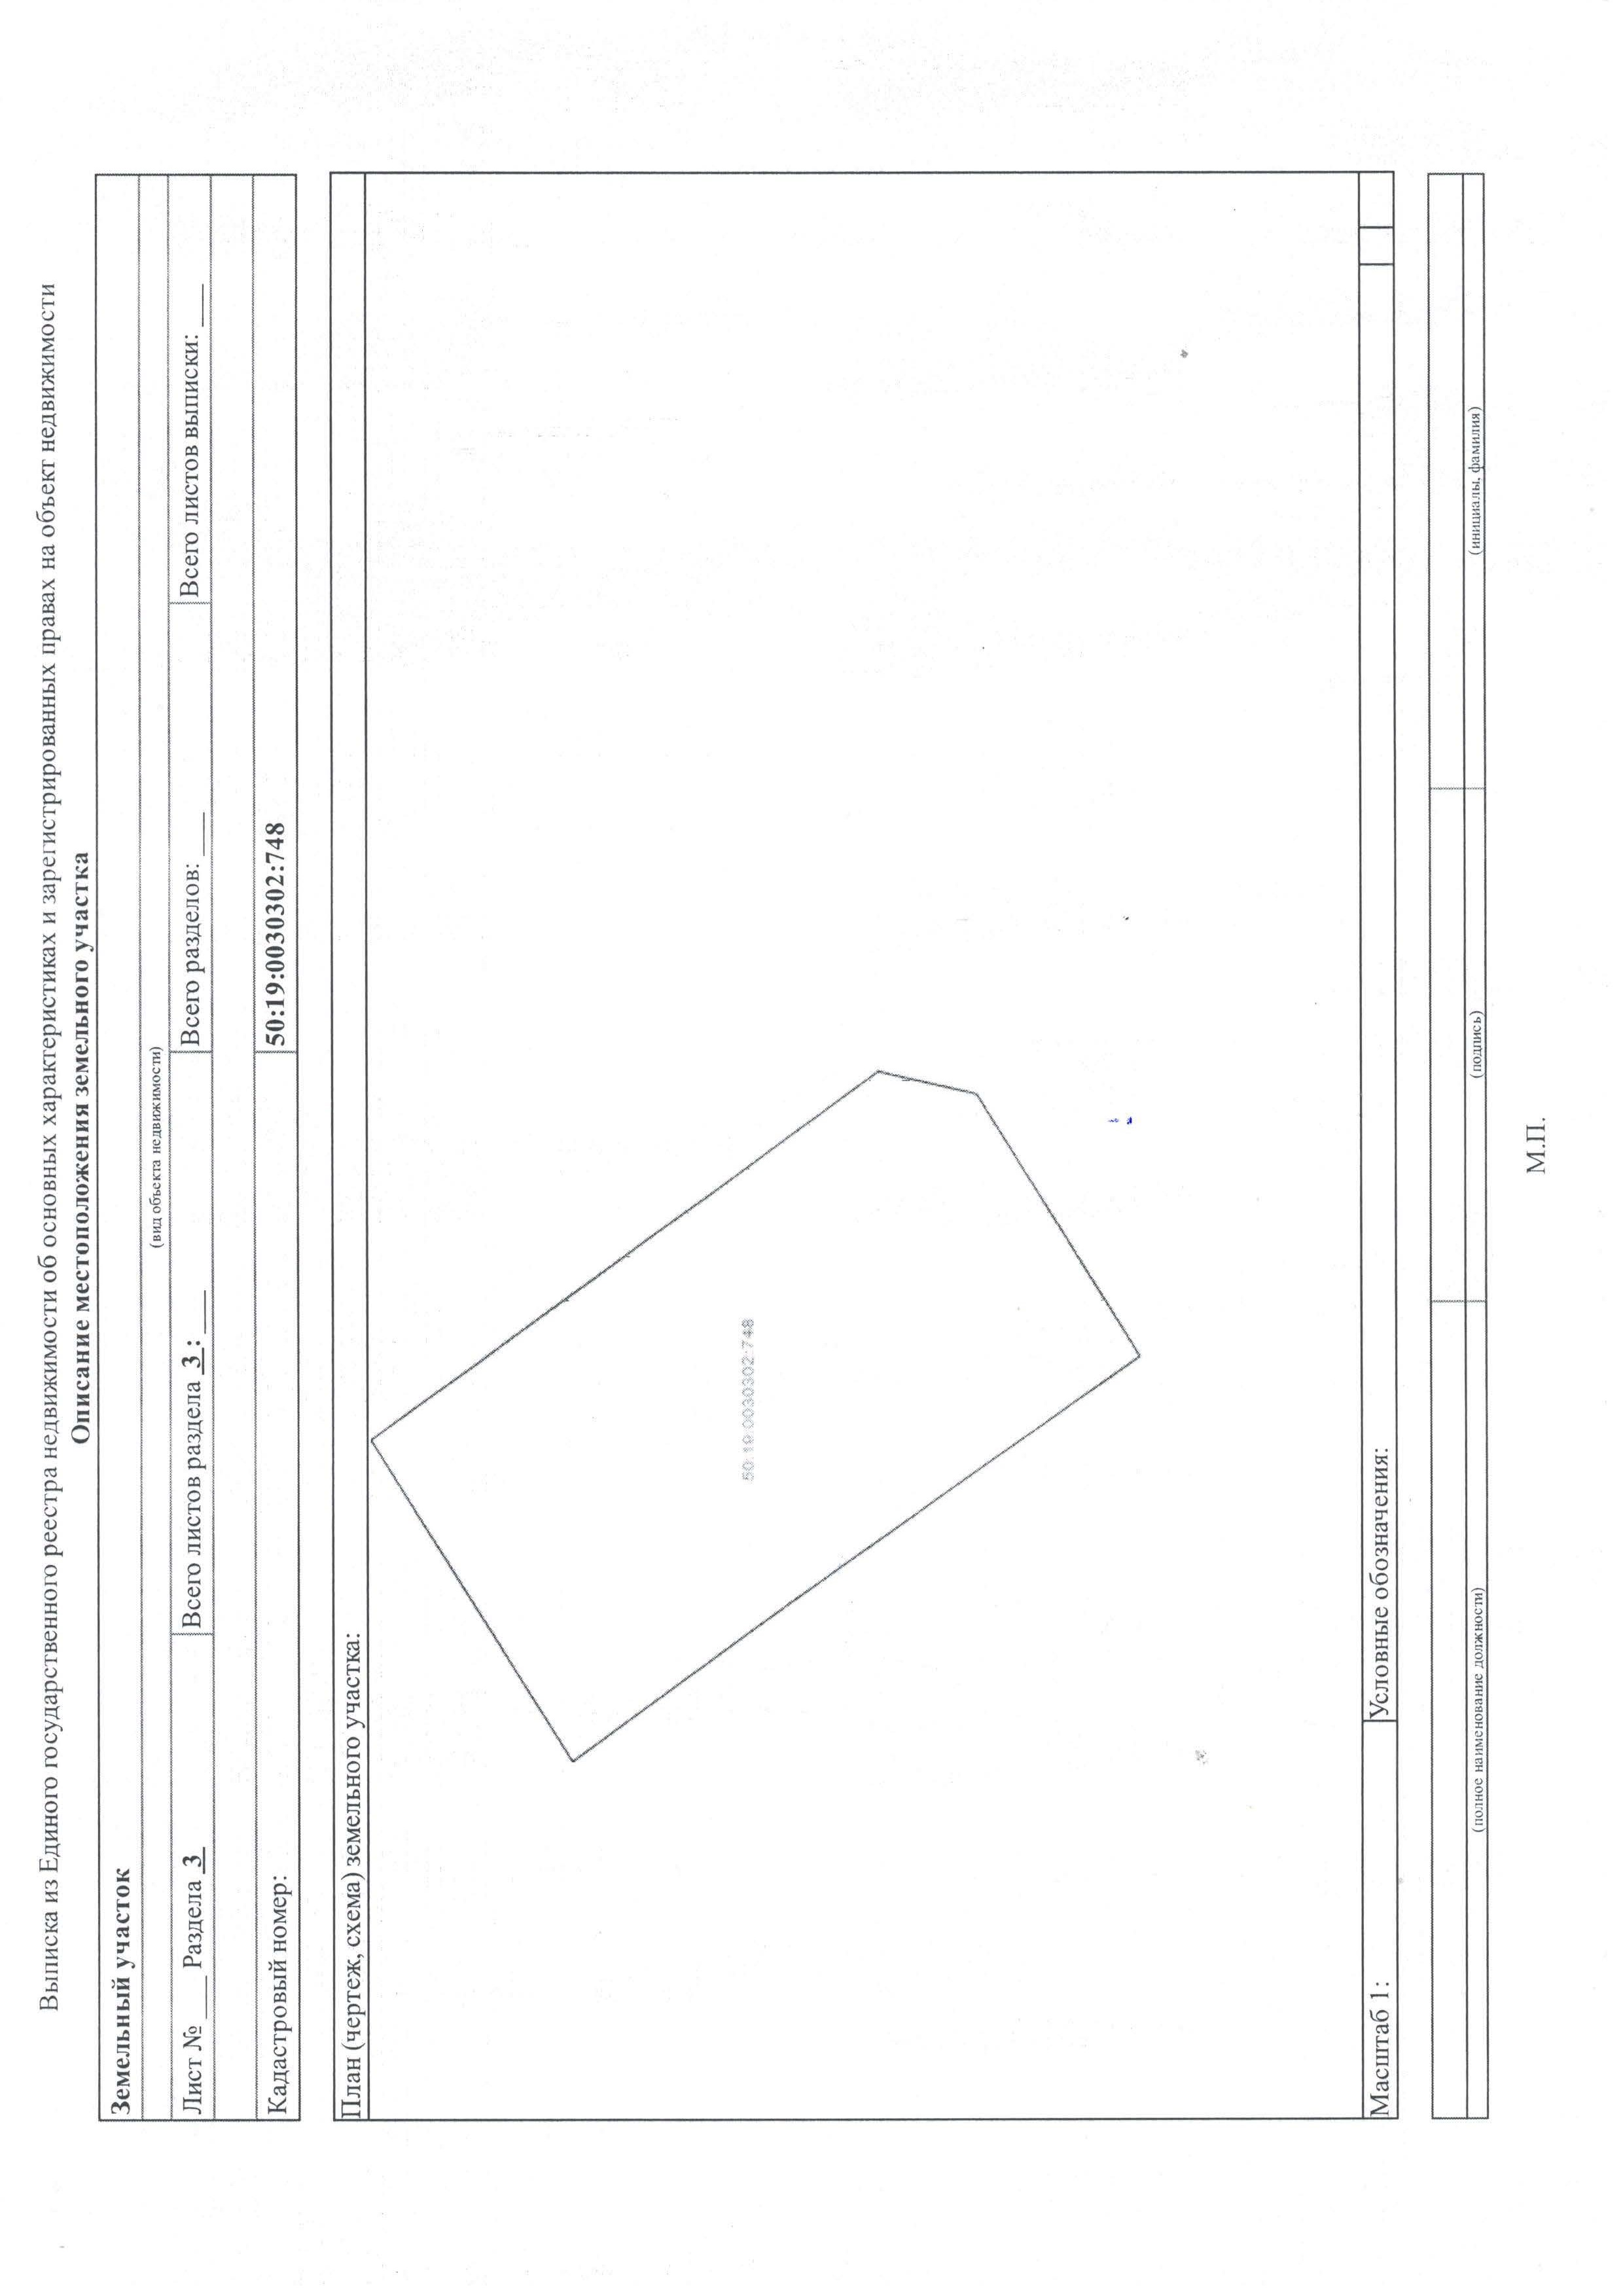 Выписка из Единого государственного реестра недвижимости об основных характеристиках и зарегистрированных правах на объект недвижимости
Описание местоположения земельного участка
Земельный участок
(вид объекта недвижимости)
Лист № ___ Раздела 3 Всего листов раздела 3 : ___ Всего разделов: ___ Всего листов выписки: ___
Кадастровый номер: 50:19:0030302:748
План (чертеж, схема) земельного участка:
50:19:0030302:748
Масштаб 1: Условные обозначения:
(полное наименование должности) (подпись) (инициалы, фамилия)
М.П.